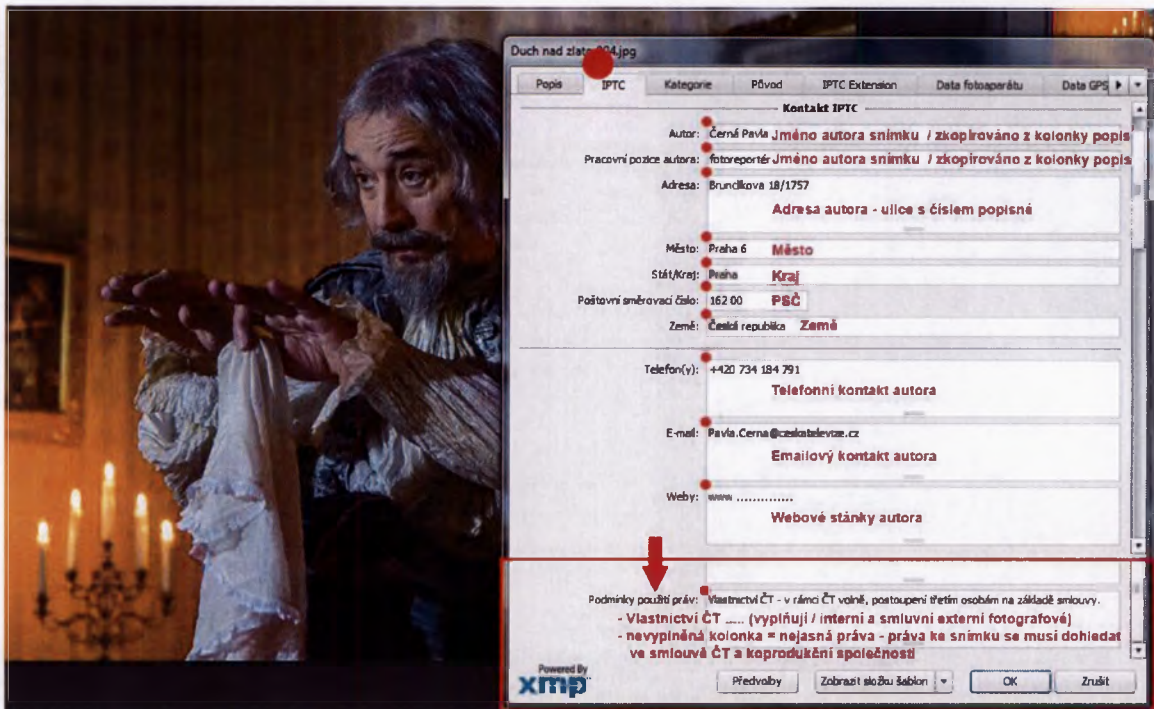 Duch nad zlato 004.jpg
Popis IPTC Kategorie Původ IPTC Extension Data fotoaparátu Data GPS
Kontakt IPTC
Autor: Černá Pavla Jméno autora snímku / zkopírováno z kolonky popis
Pracovní pozice autora: fotoreportér Jméno autora snímku / zkopírováno z kolonky popis
Adresa: Brunclíkova 18/1757
Adresa autora - ulice s číslem popisné
Město: Praha 6 Město
Stát/Kraj: Praha Kraj
Poštovní směrovací číslo: 162 00 PSČ
Země: Česká republika Země
Telefon(y): +420 734 184 791
Telefonní kontakt autora
E-mail: Pavla.Cerna@ceskatelevize.cz
Emailový kontakt autora
Weby: www ..............
Webové stánky autora
Podmínky použití práv: Vlastnictví ČT - v rámci ČT volně, postoupení třetím osobám na základě smlouvy.
- Vlastnictví ČT ..... (vyplňují / interní a smluvní externí fotografové)
- nevyplněná kolonka = nejasná práva - práva ke snímku se musí dohledat
ve smlouvě ČT a koprodukční společnosti
Powered By
xmp
Předvolby Zobrazit složku šablon OK Zrušit